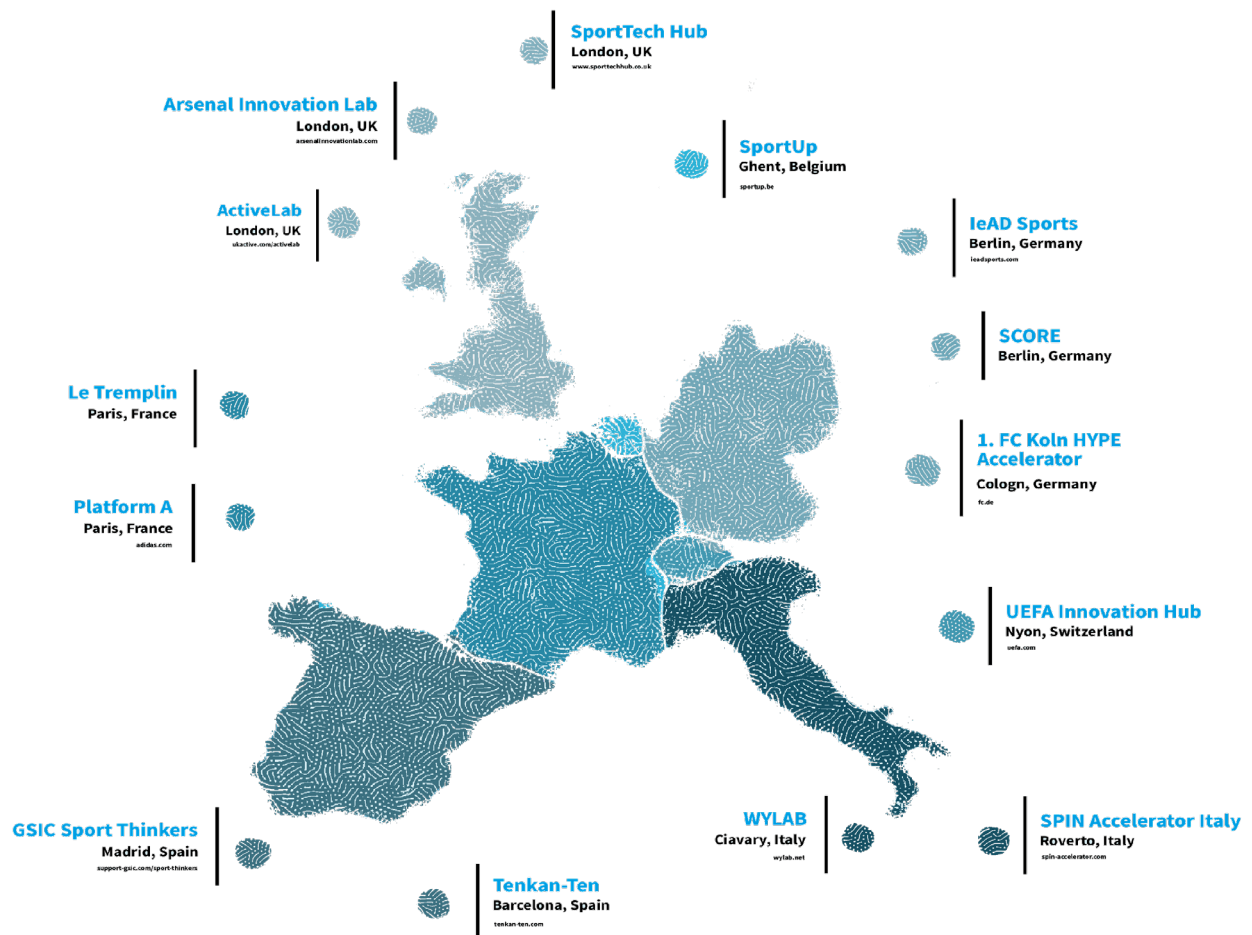 SportTech Hub
London, UK
www.sporttechhub.co.uk
Arsenal Innovation Lab
London, UK
arsenalinnovationlab.com
SportUp
Ghent, Belgium
sportup.be
ActiveLab
London, UK
ukactive.com/activelab
leAD Sports
Berlin, Germany
leadsports.com
SCORE
Berlin, Germany
Le Tremplin
Paris, France
1. FC Koln HYPE
Accelerator
Cologn, Germany
fc.de
Platform A
Paris, France
adidas.com
UEFA Innovation Hub
Nyon, Switzerland
uefa.com
GSIC Sport Thinkers
Madrid, Spain
support-gsic.com/sport-thinkers
WYLAB
Ciavary, Italy
wylab.net
SPIN Accelerator Italy
Roverto, Italy
spin-accelerator.com
Tenkan-Ten
Barcelona, Spain
tenkan-ten.com